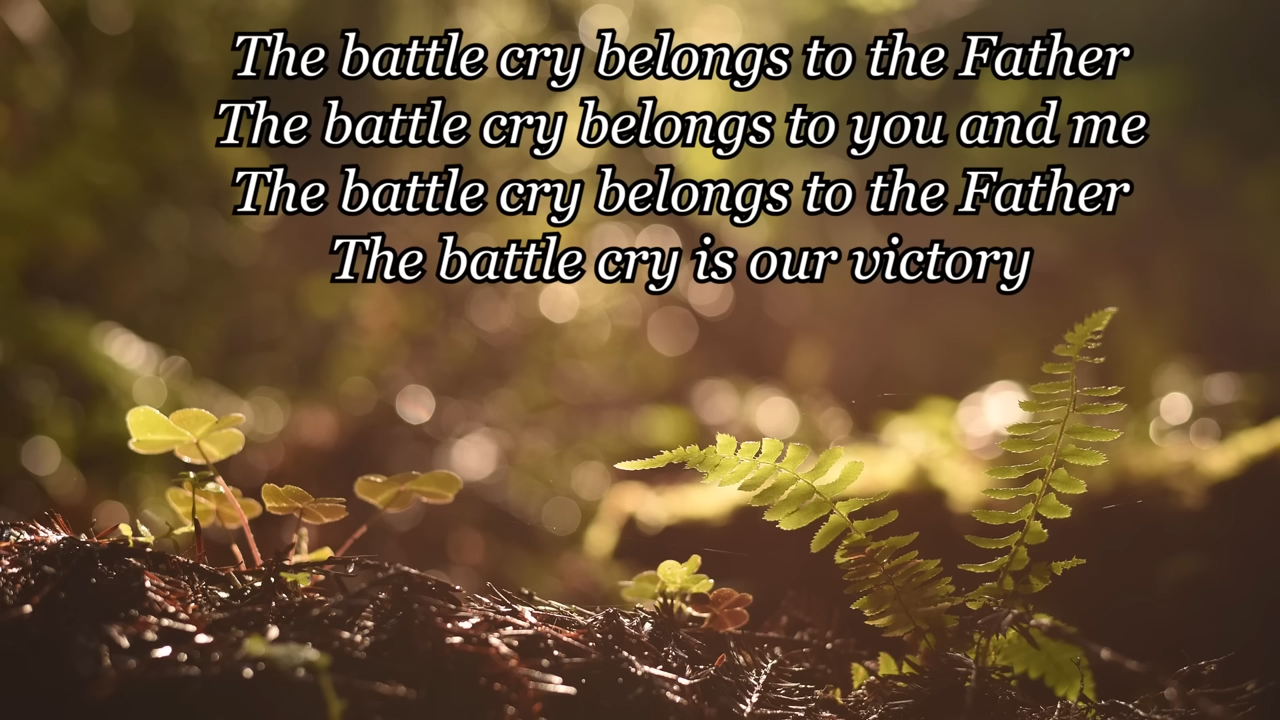 The battle cry belongs to the Father
The battle cry belongs to you and me
The battle cry belongs to the Father
The battle cry is our victory